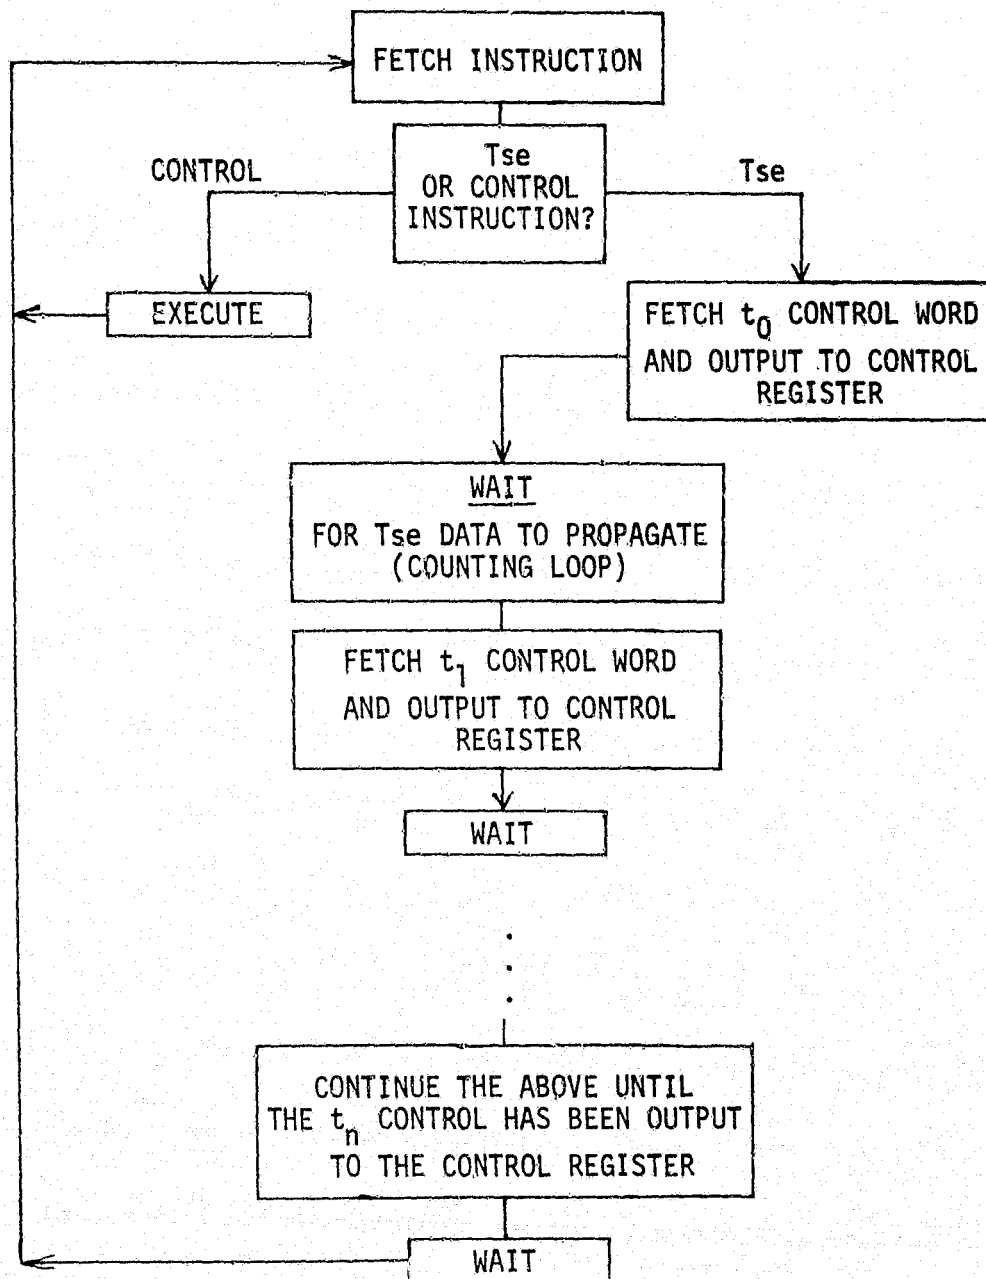 FETCH INSTRUCTION
Tse
OR CONTROL
INSTRUCTION?
CONTROL
Tse
EXECUTE
FETCH t0 CONTROL WORD
AND OUTPUT TO CONTROL
REGISTER
WAIT
FOR Tse DATA TO PROPAGATE
(COUNTING LOOP)
FETCH t1 CONTROL WORD
AND OUTPUT TO CONTROL
REGISTER
WAIT
.
.
.
CONTINUE THE ABOVE UNTIL
THE tn CONTROL HAS BEEN OUTPUT
TO THE CONTROL REGISTER
WAIT